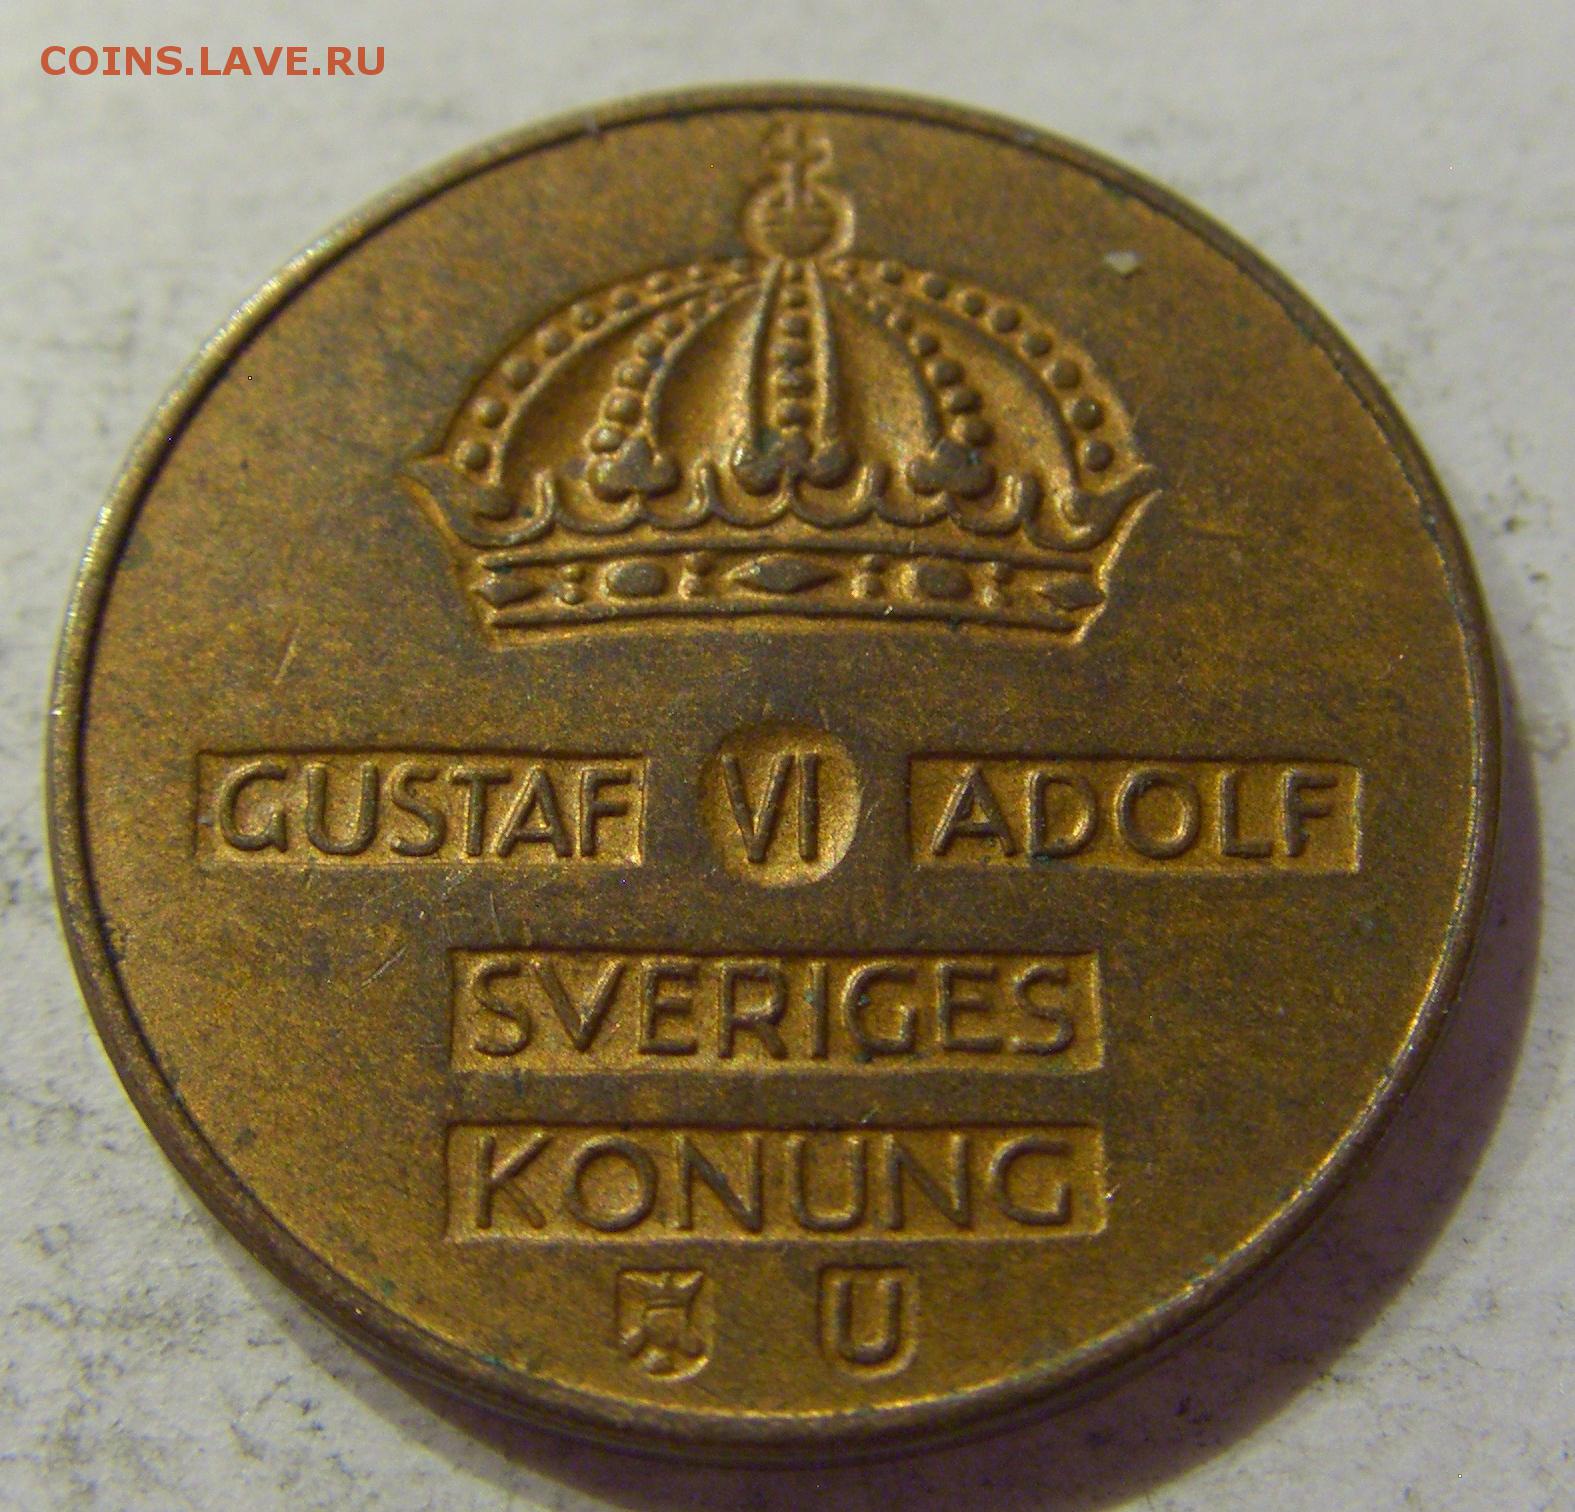 COINS.LAVE.RU
GUSTAF VI ADOLF
SVERIGES
KONUNG
U